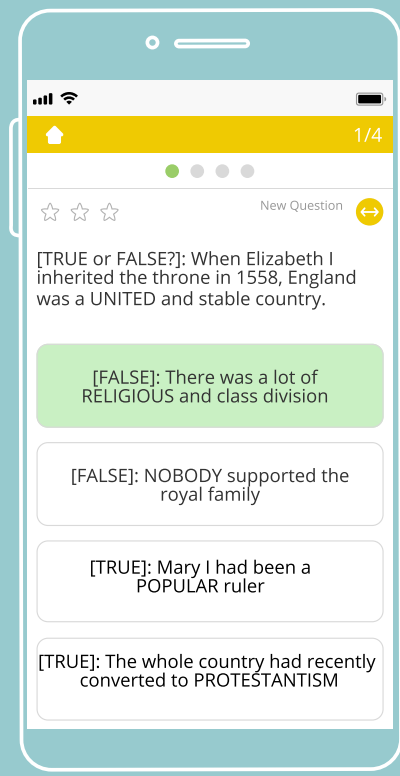 1/4
New Question
[TRUE or FALSE?]: When Elizabeth I
inherited the throne in 1558, England
was a UNITED and stable country.
[FALSE]: There was a lot of
RELIGIOUS and class division
[FALSE]: NOBODY supported the
royal family
[TRUE]: Mary I had been a
POPULAR ruler
[TRUE]: The whole country had recently
converted to PROTESTANTISM